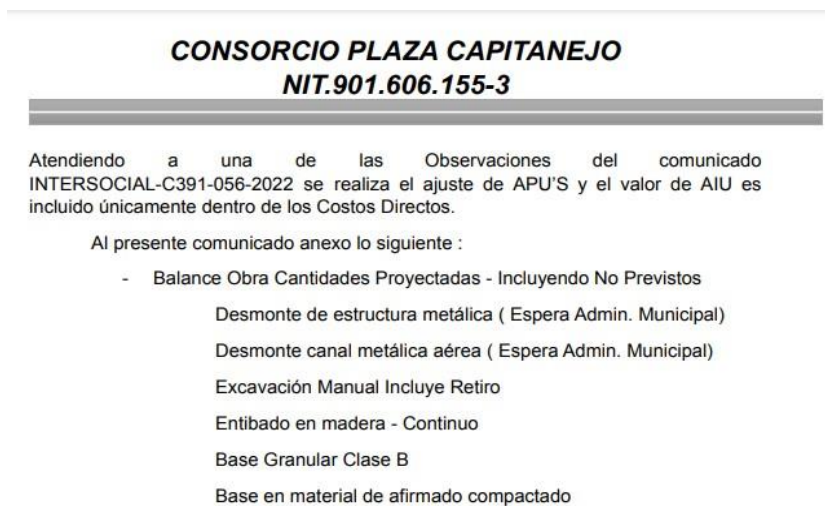 CONSORCIO PLAZA CAPITANEJO
NIT.901.606.155-3
Atendiendo a una de las Observaciones del comunicado
INTERSOCIAL-C391-056-2022 se realiza el ajuste de APU'S y el valor de AIU es
incluido únicamente dentro de los Costos Directos.
Al presente comunicado anexo lo siguiente :
- Balance Obra Cantidades Proyectadas - Incluyendo No Previstos
Desmonte de estructura metálica ( Espera Admin. Municipal)
Desmonte canal metálica aérea ( Espera Admin. Municipal)
Excavación Manual Incluye Retiro
Entibado en madera - Continuo
Base Granular Clase B
Base en material de afirmado compactado